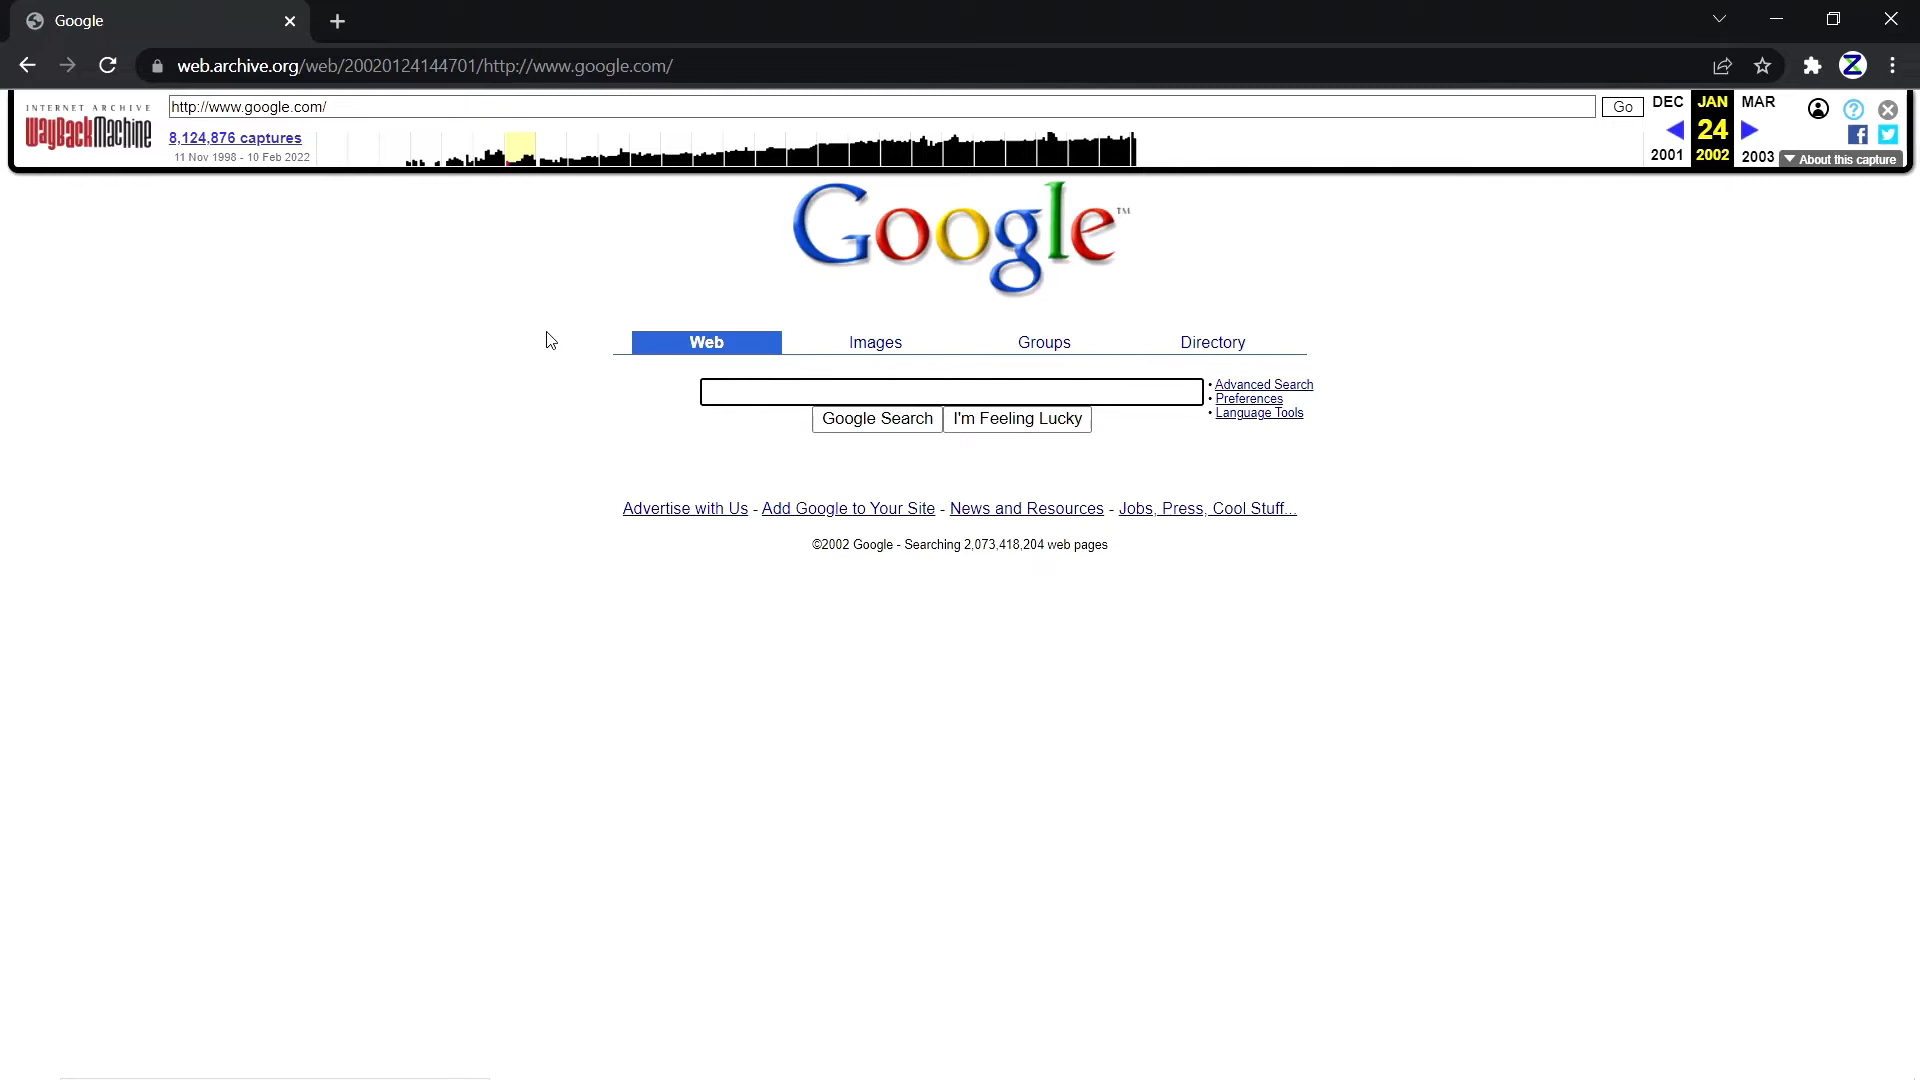 Google
web.archive.org/web/20020124144701/http://www.google.com/
INTERNET ARCHIVE
WayBackMachine
http://www.google.com/
Go
8,124,876 captures
11 Nov 1998 - 10 Feb 2022
DEC JAN MAR
24
2001 2002 2003
About this capture
Google™
Web Images Groups Directory
• Advanced Search
• Preferences
• Language Tools
Google Search I'm Feeling Lucky
Advertise with Us - Add Google to Your Site - News and Resources - Jobs, Press, Cool Stuff...
©2002 Google - Searching 2,073,418,204 web pages